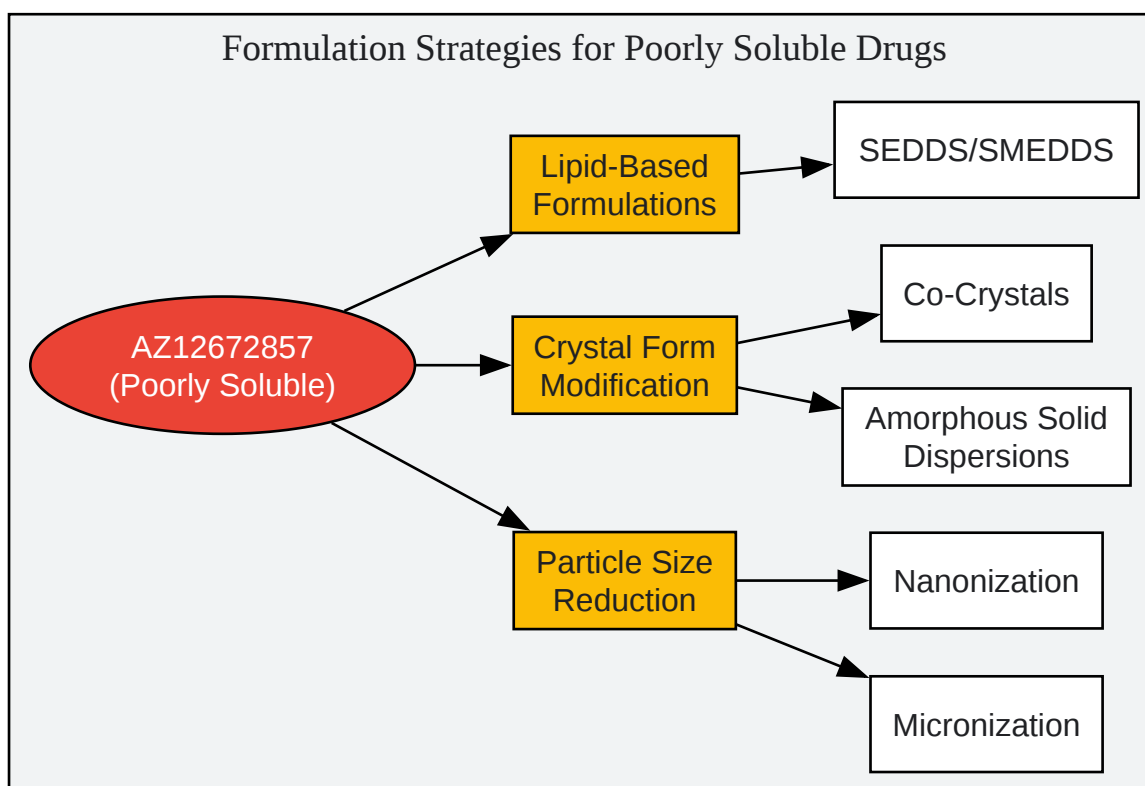 Formulation Strategies for Poorly Soluble Drugs
AZ12672857
(Poorly Soluble)
Lipid-Based
Formulations
SEDDS/SMEDDS
Crystal Form
Modification
Co-Crystals
Amorphous Solid
Dispersions
Particle Size
Reduction
Nanonization
Micronization